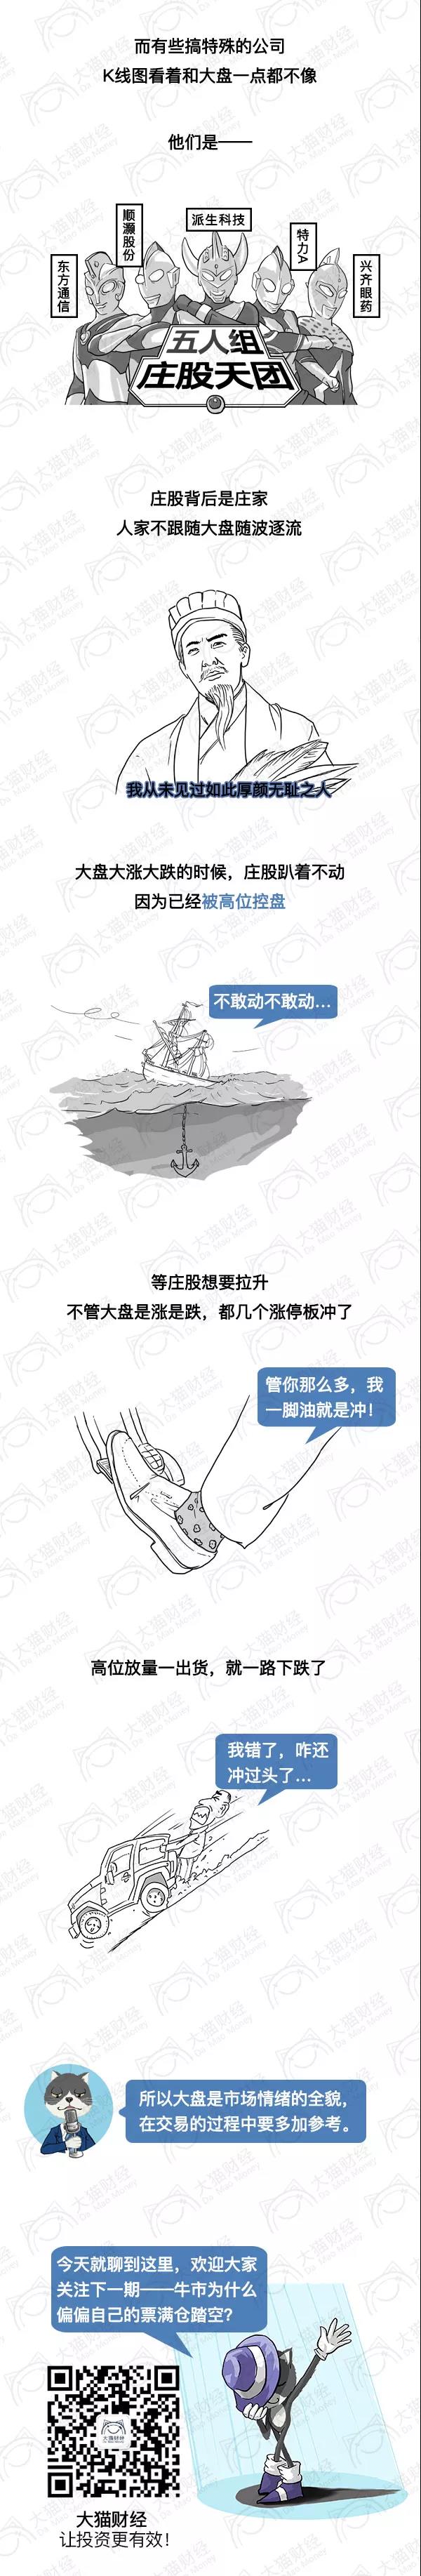 而有些搞特殊的公司
K线图看着和大盘一点都不像
他们是——
东方通信
顺灏股份
派生科技
特力A
兴齐眼药
五人组
庄股天团
庄股背后是庄家
人家不跟随大盘随波逐流
我从未见过如此厚颜无耻之人
大盘大涨大跌的时候，庄股趴着不动
因为已经被高位控盘
不敢动不敢动...
等庄股想要拉升
不管大盘是涨是跌，都几个涨停板冲了
管你那么多，我
一脚油就是冲！
高位放量一出货，就一路下跌了
我错了，咋还
冲过头了...
所以大盘是市场情绪的全貌，
在交易的过程中要多加参考。
今天就聊到这里，欢迎大家
关注下一期——牛市为什么
偏偏自己的票满仓踏空？
大猫财经
大猫财经
让投资更有效！
大猫财经
Da Mao Money